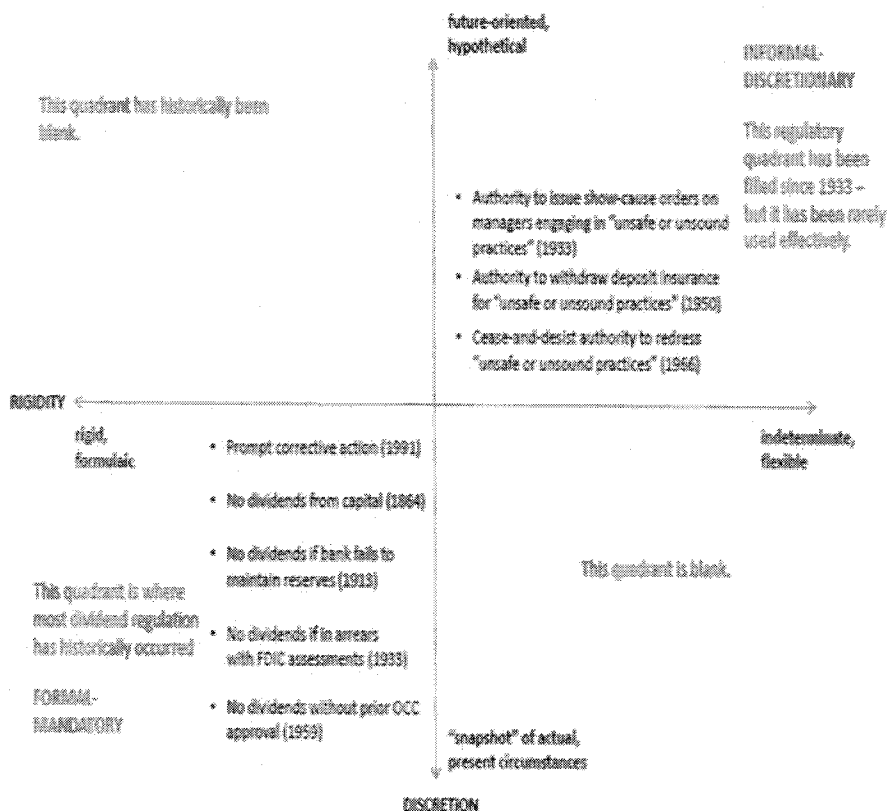 future-oriented,
hypothetical
INFORMAL-
DISCRETIONARY
This quadrant has historically been
blank.
This regulatory
quadrant has been
filled since 1933 –
but it has been rarely
used effectively.
• Authority to issue show-cause orders on
managers engaging in "unsafe or unsound
practices" (1933)
• Authority to withdraw deposit insurance
for "unsafe or unsound practices" (1950)
• Cease-and-desist authority to redress
"unsafe or unsound practices" (1966)
RIGIDITY
rigid,
formulaic
indeterminate,
flexible
• Prompt corrective action (1991)
• No dividends from capital (1864)
• No dividends if bank fails to
maintain reserves (1913)
This quadrant is blank.
This quadrant is where
most dividend regulation
has historically occurred
• No dividends if in arrears
with FDIC assessments (1933)
FORMAL-
MANDATORY
• No dividends without prior OCC
approval (1959)
"snapshot" of actual,
present circumstances
DISCRETION